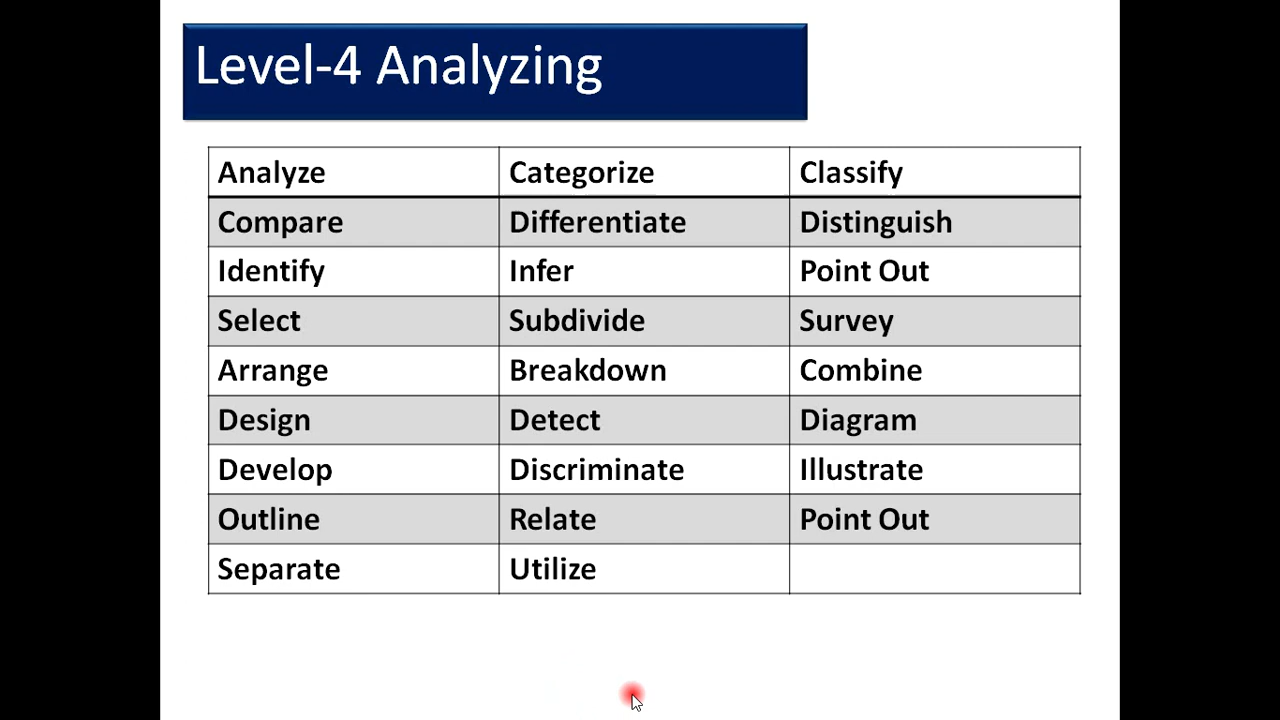 Level-4 Analyzing
Analyze Categorize Classify
Compare Differentiate Distinguish
Identify Infer Point Out
Select Subdivide Survey
Arrange Breakdown Combine
Design Detect Diagram
Develop Discriminate Illustrate
Outline Relate Point Out
Separate Utilize